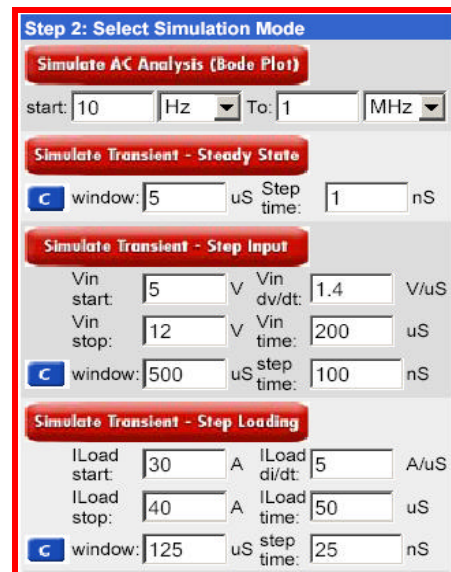 Step 2: Select Simulation Mode
Simulate AC Analysis (Bode Plot)
start: 10 Hz To: 1 MHz
Simulate Transient - Steady State
C window: 5 uS Step time: 1 nS
Simulate Transient - Step Input
Vin start: 5 V Vin dv/dt: 1.4 V/uS
Vin stop: 12 V Vin time: 200 uS
C window: 500 uS step time: 100 nS
Simulate Transient - Step Loading
ILoad start: 30 A ILoad di/dt: 5 A/uS
ILoad stop: 40 A ILoad time: 50 uS
C window: 125 uS step time: 25 nS